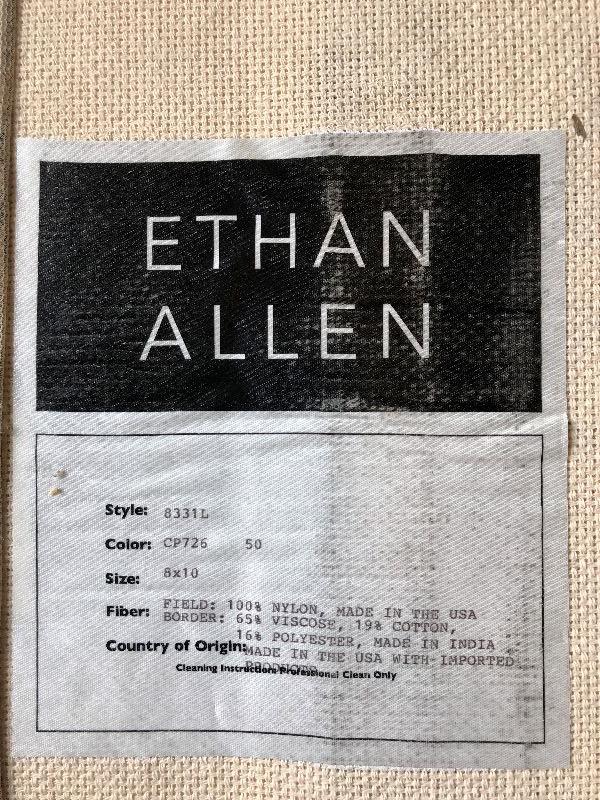 ETHAN
ALLEN
Style: 8331L
Color: CP726 50
Size: 8x10
Fiber: FIELD: 100% NYLON, MADE IN THE USA
BORDER: 65% VISCOSE, 19% COTTON,
16% POLYESTER, MADE IN INDIA
Country of Origin: MADE IN THE USA WITH IMPORTED
PRODUCTS
Cleaning Instruction: Professional Clean Only